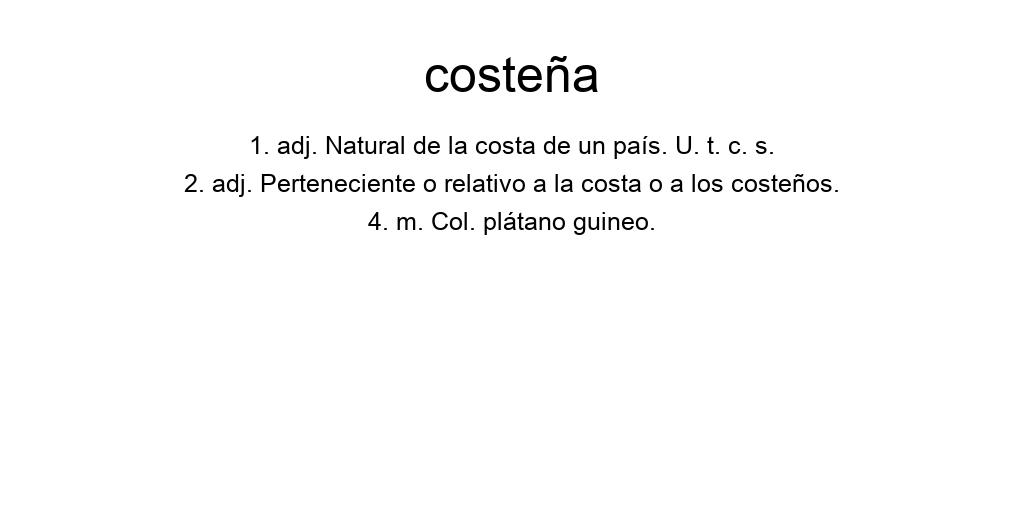 costeña
1. adj. Natural de la costa de un país. U. t. c. s.
2. adj. Perteneciente o relativo a la costa o a los costeños.
4. m. Col. plátano guineo.